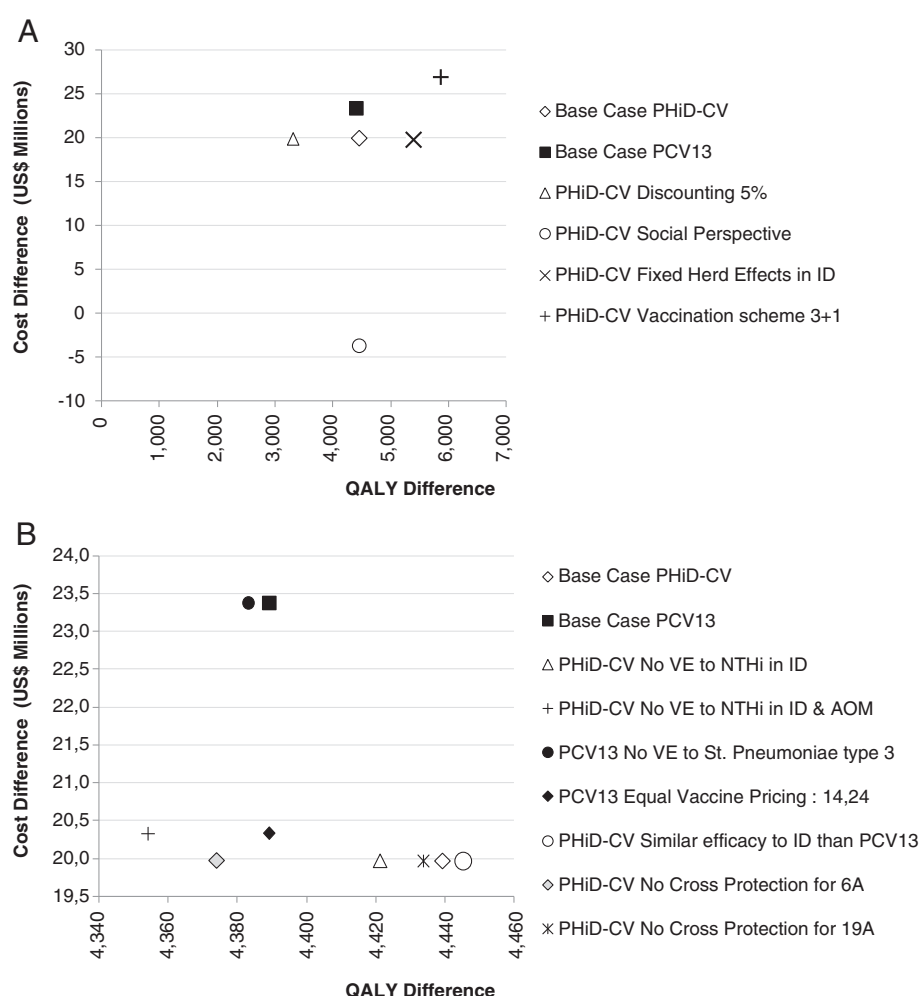 A
Cost Difference (US$ Millions)
30
25
20
15
10
5
0
-5
-10
0
1,000
2,000
3,000
4,000
5,000
6,000
7,000
QALY Difference
Base Case PHiD-CV
Base Case PCV13
PHiD-CV Discounting 5%
PHiD-CV Social Perspective
PHiD-CV Fixed Herd Effects in ID
PHiD-CV Vaccination scheme 3+1
B
Cost Difference (US$ Millions)
24,0
23,5
23,0
22,5
22,0
21,5
21,0
20,5
20,0
19,5
4,340
4,360
4,380
4,400
4,420
4,440
4,460
QALY Difference
Base Case PHiD-CV
Base Case PCV13
PHiD-CV No VE to NTHi in ID
PHiD-CV No VE to NTHi in ID & AOM
PCV13 No VE to St. Pneumoniae type 3
PCV13 Equal Vaccine Pricing : 14,24
PHiD-CV Similar efficacy to ID than PCV13
PHiD-CV No Cross Protection for 6A
PHiD-CV No Cross Protection for 19A